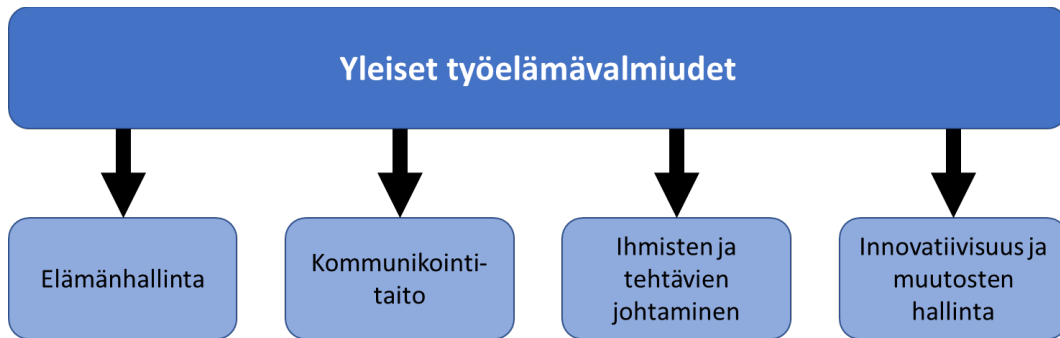 Yleiset työelämävalmiudet
Elämänhallinta
Kommunikointi-
taito
Ihmisten ja
tehtävien
johtaminen
Innovatiivisuus ja
muutosten
hallinta